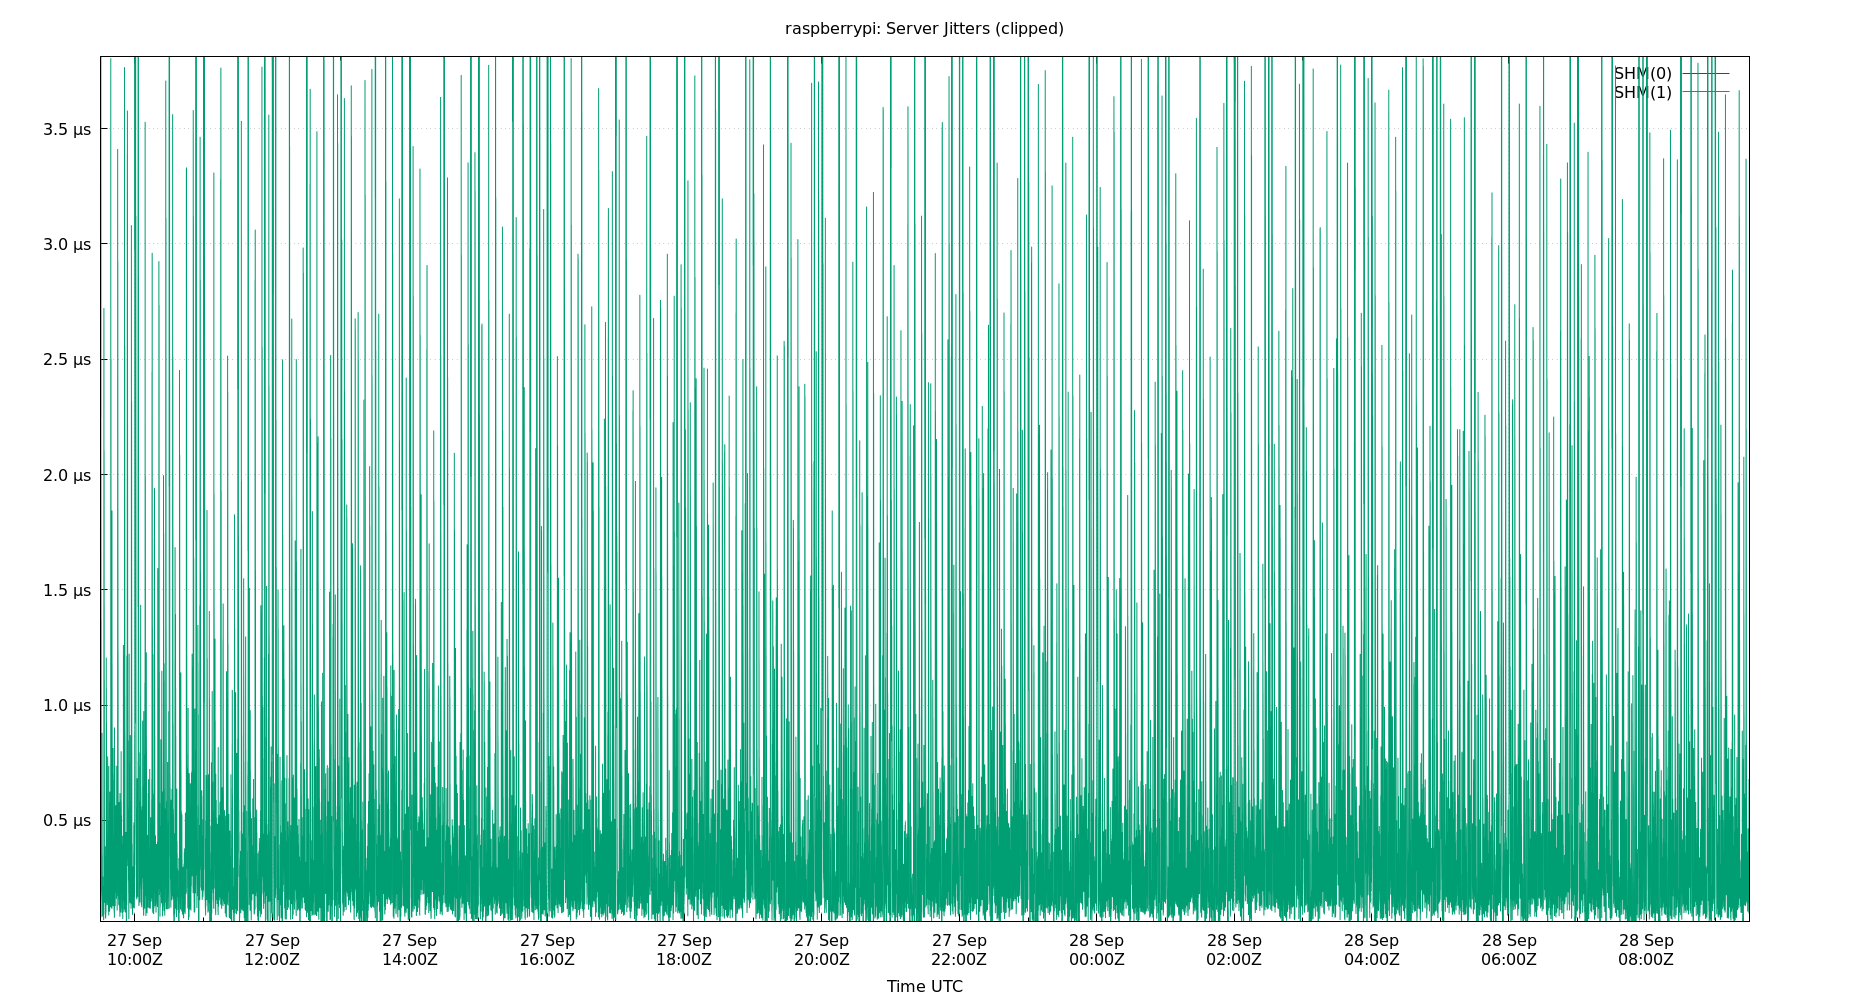 raspberrypi: Server Jitters (clipped)
SHM(0)
SHM(1)
3.5 µs
3.0 µs
2.5 µs
2.0 µs
1.5 µs
1.0 µs
0.5 µs
27 Sep 27 Sep 27 Sep 27 Sep 27 Sep 27 Sep 27 Sep 28 Sep 28 Sep 28 Sep 28 Sep 28 Sep
10:00Z 12:00Z 14:00Z 16:00Z 18:00Z 20:00Z 22:00Z 00:00Z 02:00Z 04:00Z 06:00Z 08:00Z
Time UTC